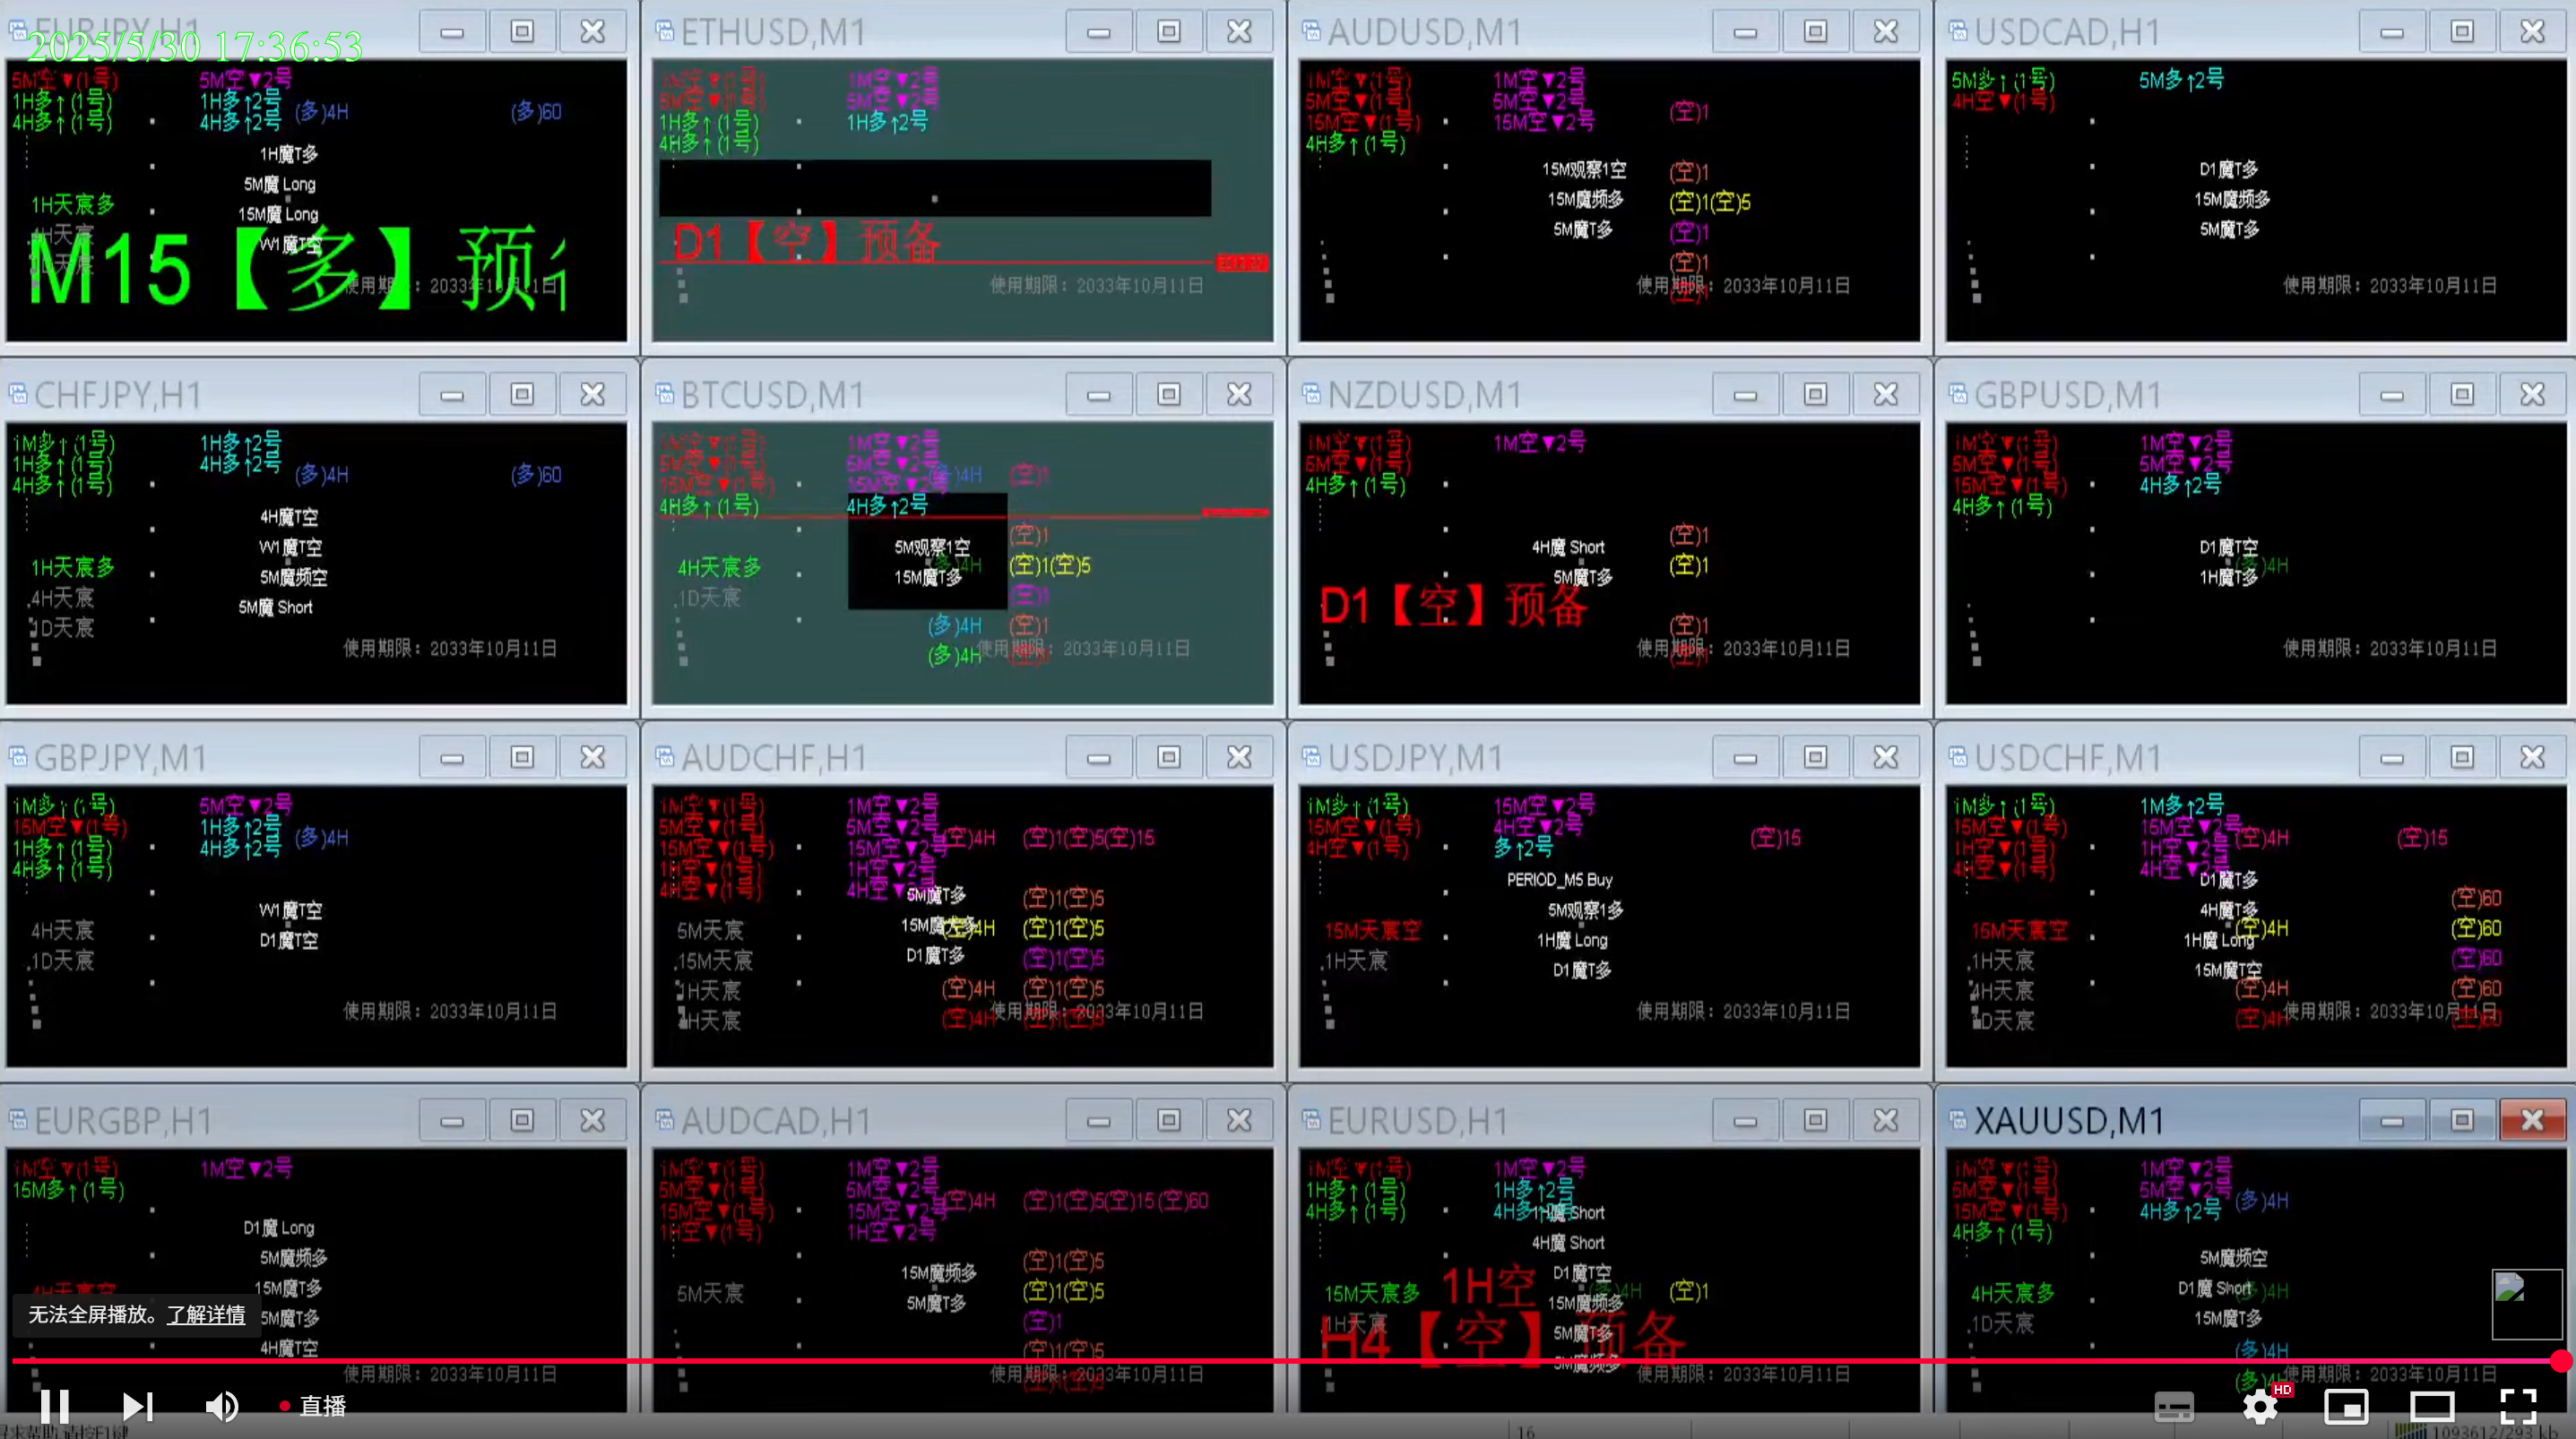 EURJPY,H1
2025/5/30 17:36:53
5M空▼(1号) 5M空▼2号
1H多↑(1号) 1H多↑2号
4H多↑(1号) 4H多↑2号 (多)4H (多)60
1H魔T多
5M魔 Long
1H天宸多
15M魔 Long
4H天宸
W1魔T空
M15【多】预
使用期限：2033年10月11日
ETHUSD,M1
1M空▼(1号) 1M空▼2号
5M空▼(1号) 5M空▼2号
1H多↑(1号) 1H多↑2号
4H多↑(1号)
D1【空】预备
使用期限：2033年10月11日
AUDUSD,M1
1M空▼(1号) 1M空▼2号
5M空▼(1号) 5M空▼2号
15M空▼(1号) 15M空▼2号 (空)1
4H多↑(1号)
15M观察1空 (空)1
15M魔频多 (空)1(空)5
5M魔T多 (空)1
(空)1
使用期限：2033年10月11日
USDCAD,H1
5M多↑(1号) 5M多↑2号
4H空▼(1号)
D1魔T多
15M魔频多
5M魔T多
使用期限：2033年10月11日
CHFJPY,H1
1M多↑(1号) 1H多↑2号
1H多↑(1号) 4H多↑2号
4H多↑(1号) (多)4H (多)60
4H魔T空
W1魔T空
1H天宸多
5M魔频空
4H天宸
5M魔 Short
1D天宸
使用期限：2033年10月11日
BTCUSD,M1
1M空▼(1号) 1M空▼2号
5M空▼(1号) 5M空▼2号 (多)4H (空)1
15M空▼(1号) 15M空▼2号
4H多↑(1号) 4H多↑2号
(空)1
5M观察1空
4H天宸多 (多)4H (空)1(空)5
15M魔T多
1D天宸 (空)1
(多)4H (空)1
(多)4H (空)1
使用期限：2033年10月11日
NZDUSD,M1
1M空▼(1号) 1M空▼2号
5M空▼(1号)
4H多↑(1号)
(空)1
4H魔 Short
(空)1
5M魔T多
D1【空】预备
(空)1
(空)1
使用期限：2033年10月11日
GBPUSD,M1
1M空▼(1号) 1M空▼2号
5M空▼(1号) 5M空▼2号
15M空▼(1号) 4H多↑2号
4H多↑(1号)
D1魔T空
(多)4H
1H魔T多
使用期限：2033年10月11日
GBPJPY,M1
1M多↑(1号) 5M空▼2号
15M空▼(1号) 1H多↑2号
1H多↑(1号) 4H多↑2号 (多)4H
4H多↑(1号)
W1魔T空
4H天宸
D1魔T空
1D天宸
使用期限：2033年10月11日
AUDCHF,H1
1M空▼(1号) 1M空▼2号
5M空▼(1号) 5M空▼2号
15M空▼(1号) 15M空▼2号 (空)4H (空)1(空)5(空)15
1H空▼(1号) 1H空▼2号
4H空▼(1号) 4H空▼2号
5M魔T多 (空)1(空)5
5M天宸 (空)4H (空)1(空)5
15M天宸 D1魔T多 (空)1(空)5
1H天宸 (空)4H (空)1(空)5
4H天宸 (空)4H (空)1(空)5
使用期限：2033年10月11日
USDJPY,M1
1M多↑(1号) 15M空▼2号
15M空▼(1号) 4H空▼2号
4H空▼(1号) 多↑2号 (空)15
PERIOD_M5 Buy
5M观察1多
15M天宸空
1H魔 Long
1H天宸
D1魔T多
使用期限：2033年10月11日
USDCHF,M1
1M多↑(1号) 1M多↑2号
15M空▼(1号) 15M空▼2号
1H空▼(1号) 1H空▼2号 (空)4H (空)15
4H空▼(1号) 4H空▼2号
D1魔T多
(空)60
4H魔T多
15M天宸空 (空)4H (空)60
1H魔 Long
1H天宸 (空)60
15M魔T空
4H天宸 (空)4H (空)60
1D天宸 (空)4H (空)60
使用期限：2033年10月11日
EURGBP,H1
1M空▼(1号) 1M空▼2号
15M多↑(1号)
D1魔 Long
5M魔频多
4H天宸空 15M魔T多
5M魔T多
4H魔T空
使用期限：2033年10月11日
AUDCAD,H1
1M空▼(1号) 1M空▼2号
5M空▼(1号) 5M空▼2号
15M空▼(1号) 15M空▼2号 (空)4H (空)1(空)5(空)15(空)60
1H空▼(1号) 1H空▼2号
(空)1(空)5
15M魔频多
5M天宸 (空)1(空)5
5M魔T多
(空)1
(空)1(空)5
使用期限：2033年10月11日
EURUSD,H1
1M空▼(1号) 1M空▼2号
1H多↑(1号) 1H多↑2号
4H多↑(1号) 4H多↑2号
4H魔 Short
D1魔T空
1H空
15M天宸多 (多)4H (空)1
15M魔频多
1H天宸
5M魔T多
H4【空】预备
5M魔频多
使用期限：2033年10月11日
XAUUSD,M1
1M空▼(1号) 1M空▼2号
5M空▼(1号) 5M空▼2号
15M空▼(1号) 4H多↑2号 (多)4H
4H多↑(1号)
5M魔频空
D1魔 Short
4H天宸多 (多)4H
15M魔T多
1D天宸
(多)4H
(多)4H
使用期限：2033年10月11日
无法全屏播放。了解详情
直播
HD
16
1093612/293 kb